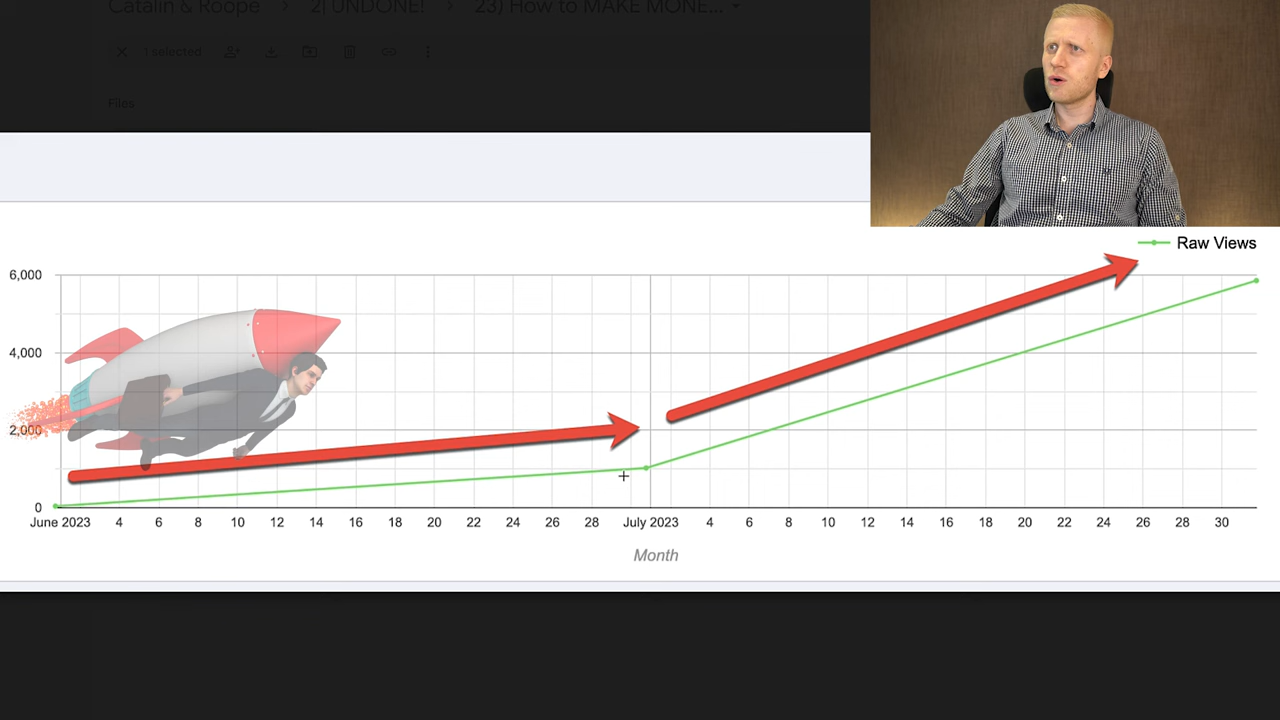 Catalin & Roope > 2| UNDONE! > 23) How to MAKE MONE...
1 selected
Files
Raw Views
6,000
4,000
2,000
0
June 2023 4 6 8 10 12 14 16 18 20 22 24 26 28 July 2023 4 6 8 10 12 14 16 18 20 22 24 26 28 30
Month